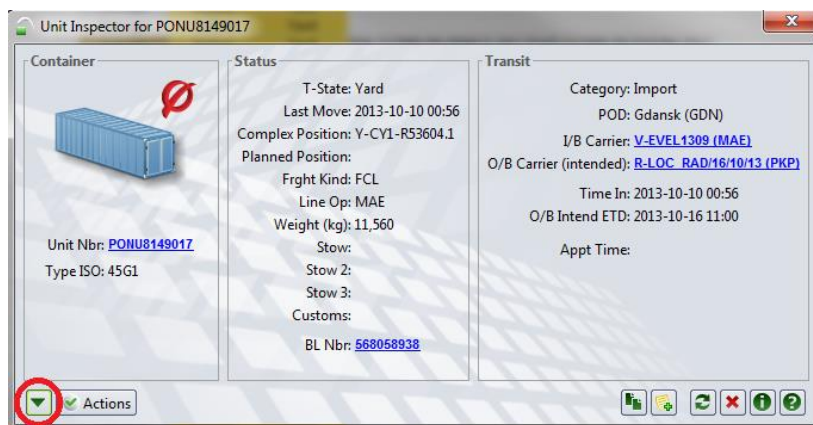 Unit Inspector for PONU8149017
Container
Unit Nbr: PONU8149017
Type ISO: 45G1
Status
T-State: Yard
Last Move: 2013-10-10 00:56
Complex Position: Y-CY1-R53604.1
Planned Position:
Frght Kind: FCL
Line Op: MAE
Weight (kg): 11,560
Stow:
Stow 2:
Stow 3:
Customs:
BL Nbr: 568058938
Transit
Category: Import
POD: Gdansk (GDN)
I/B Carrier: V-EVEL1309 (MAE)
O/B Carrier (intended): R-LOC_RAD/16/10/13 (PKP)
Time In: 2013-10-10 00:56
O/B Intend ETD: 2013-10-16 11:00
Appt Time:
Actions